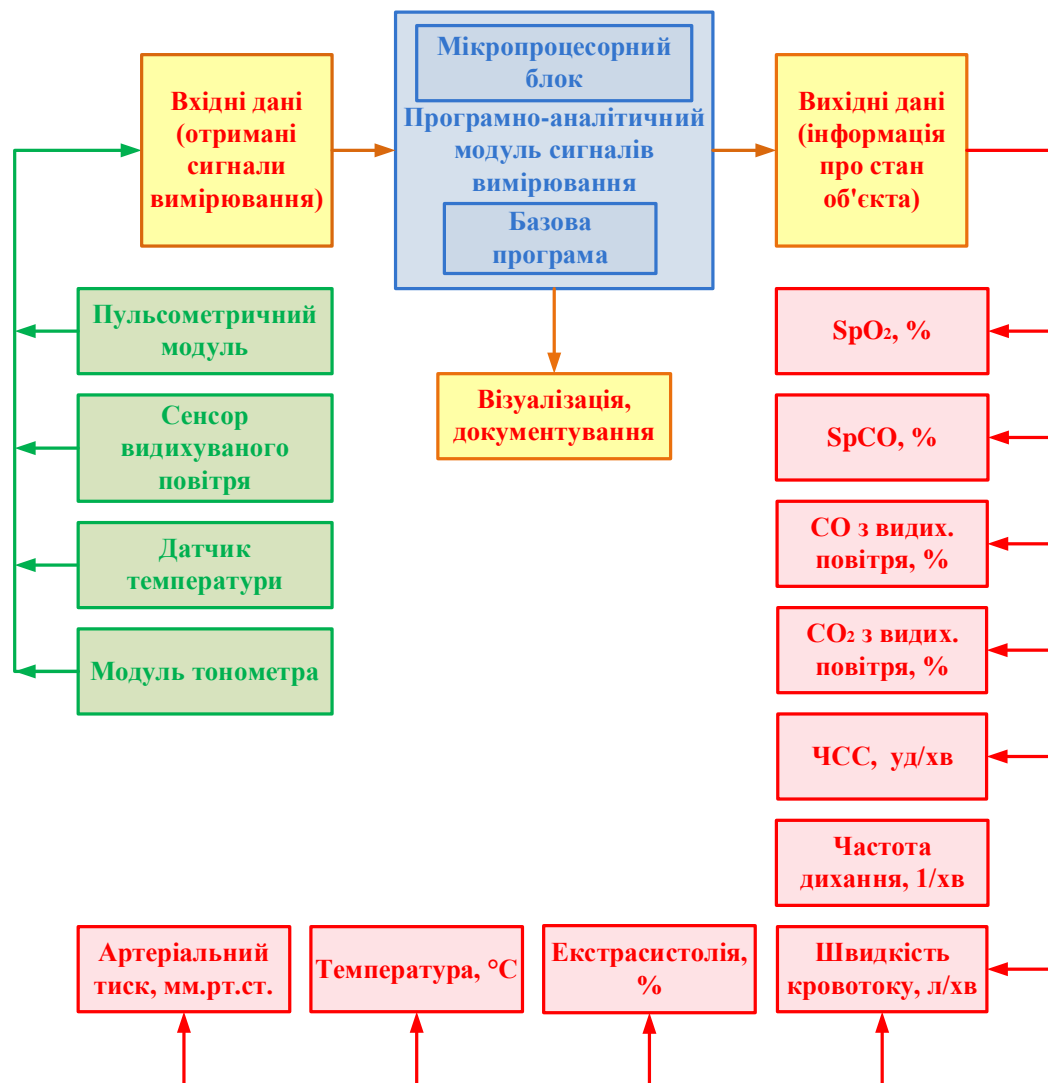 Мікропроцесорний
блок
Програмно-аналітичний
модуль сигналів
вимірювання
Базова
програма
Вхідні дані
(отримані
сигнали
вимірювання)
Вихідні дані
(інформація
про стан
об'єкта)
Пульсометричний
модуль
Сенсор
видихуваного
повітря
Датчик
температури
Модуль тонометра
Візуалізація,
документування
SpO₂, %
SpCO, %
СО з видих.
повітря, %
СО₂ з видих.
повітря, %
ЧСС, уд/хв
Частота
дихання, 1/хв
Артеріальний
тиск, мм.рт.ст.
Температура, °С
Екстрасистолія,
%
Швидкість
кровотоку, л/хв